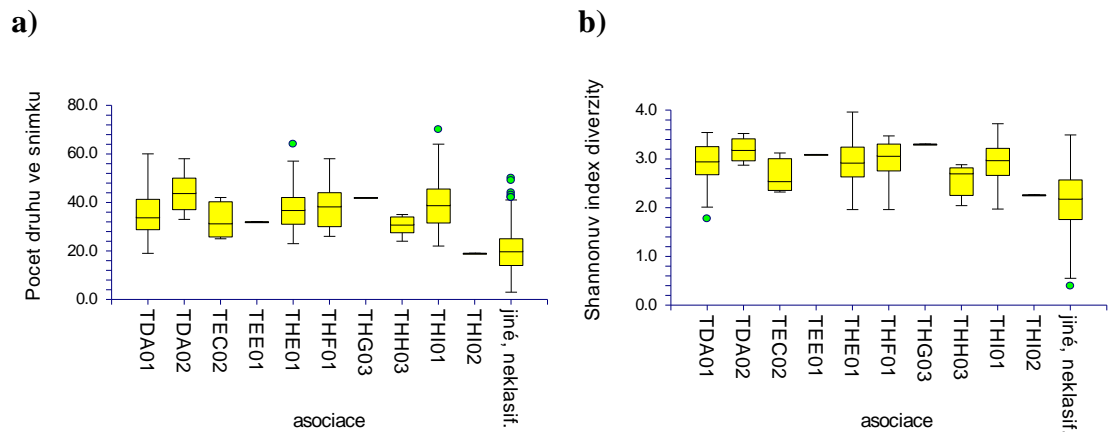 a)
Pocet druhu ve snimku
80.0
60.0
40.0
20.0
0.0
TDA01
TDA02
TEC02
TEE01
THE01
THF01
THG03
THH03
THI01
THI02
jiné, neklasif.
asociace
b)
Shannonuv index diverzity
4.0
3.0
2.0
1.0
0.0
TDA01
TDA02
TEC02
TEE01
THE01
THF01
THG03
THH03
THI01
THI02
jiné, neklasif.
asociace